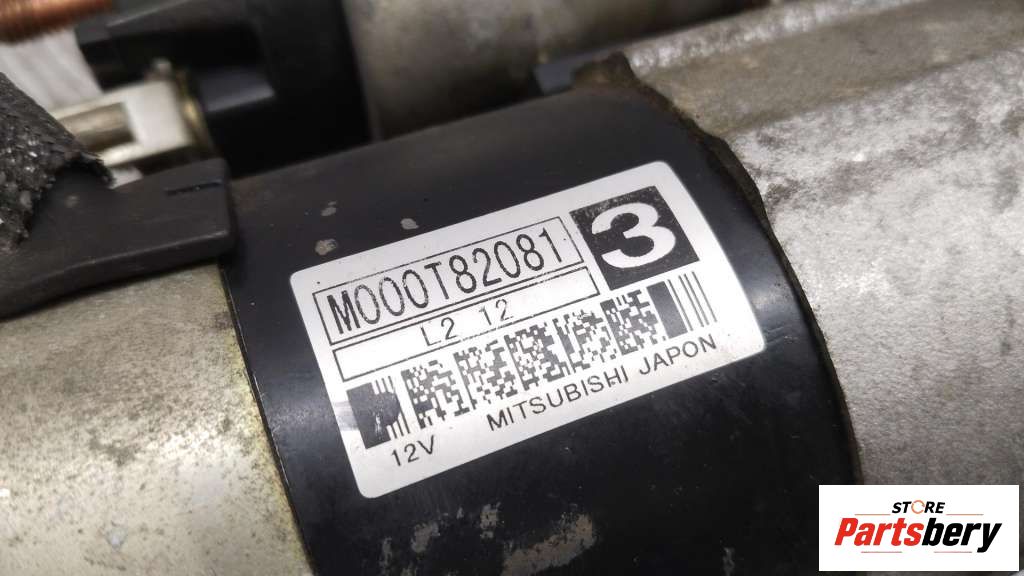 M000T82081
3
L2 12
12V MITSUBISHI JAPON
STORE
Partsbery